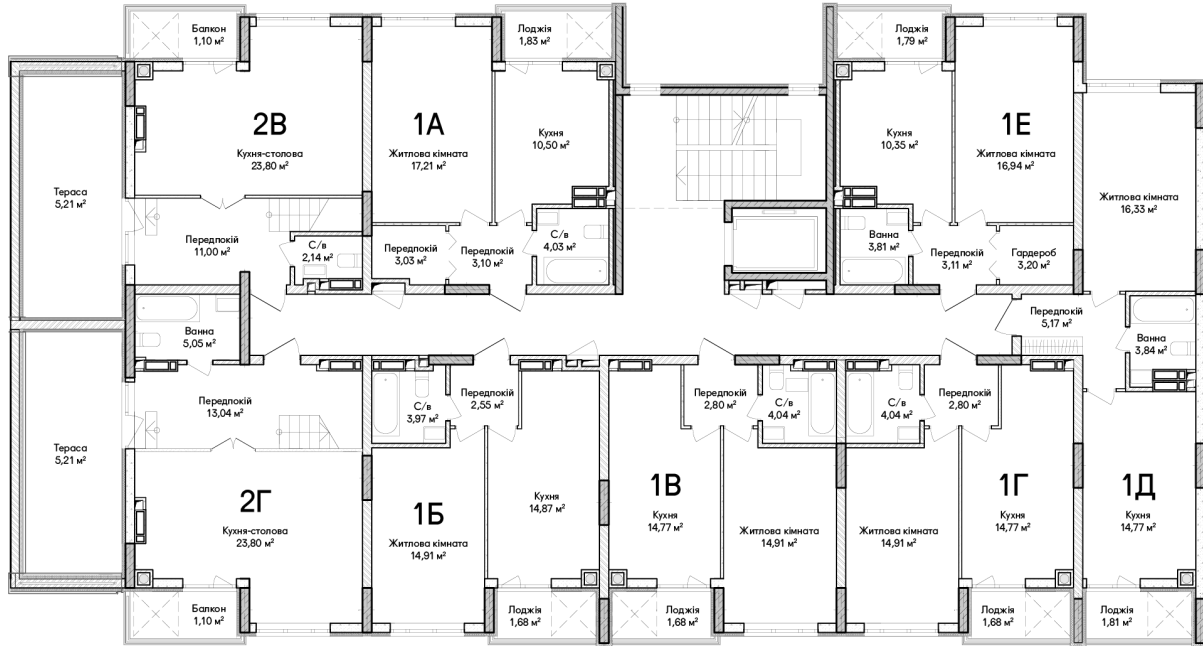 Балкон
1,10 м²
Лоджія
1,83 м²
Лоджія
1,79 м²
2В
Кухня-столова
23,80 м²
1А
Житлова кімната
17,21 м²
Кухня
10,50 м²
Кухня
10,35 м²
1Е
Житлова кімната
16,94 м²
Житлова кімната
16,33 м²
Тераса
5,21 м²
Передпокій
11,00 м²
С/в
2,14 м²
Передпокій
3,03 м²
Передпокій
3,10 м²
С/в
4,03 м²
Ванна
3,81 м²
Передпокій
3,11 м²
Гардероб
3,20 м²
Ванна
5,05 м²
Передпокій
5,17 м²
Ванна
3,84 м²
Тераса
5,21 м²
Передпокій
13,04 м²
С/в
3,97 м²
Передпокій
2,55 м²
Передпокій
2,80 м²
С/в
4,04 м²
С/в
4,04 м²
Передпокій
2,80 м²
2Г
Кухня-столова
23,80 м²
1Б
Житлова кімната
14,91 м²
Кухня
14,87 м²
1В
Кухня
14,77 м²
Житлова кімната
14,91 м²
Житлова кімната
14,91 м²
1Г
Кухня
14,77 м²
1Д
Кухня
14,77 м²
Балкон
1,10 м²
Лоджія
1,68 м²
Лоджія
1,68 м²
Лоджія
1,68 м²
Лоджія
1,81 м²